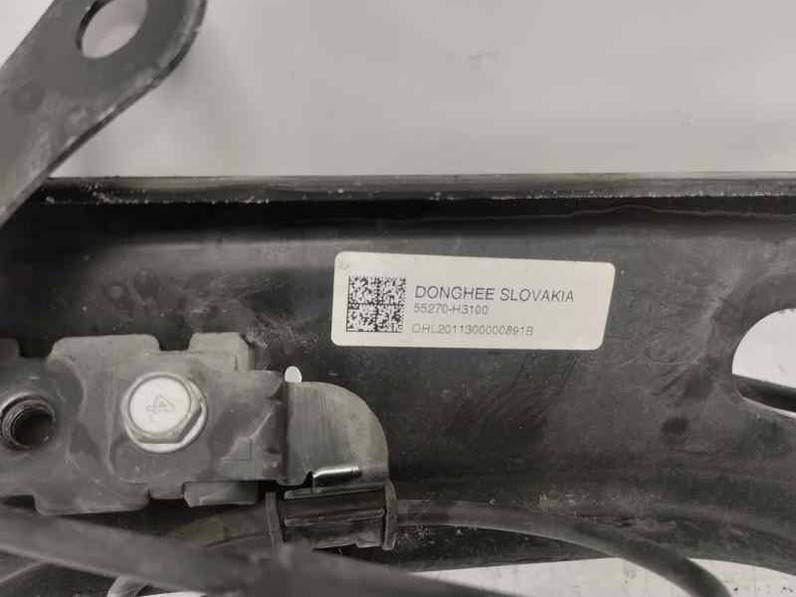 DONGHEE SLOVAKIA
55270-H3100
OHL2011300000891B